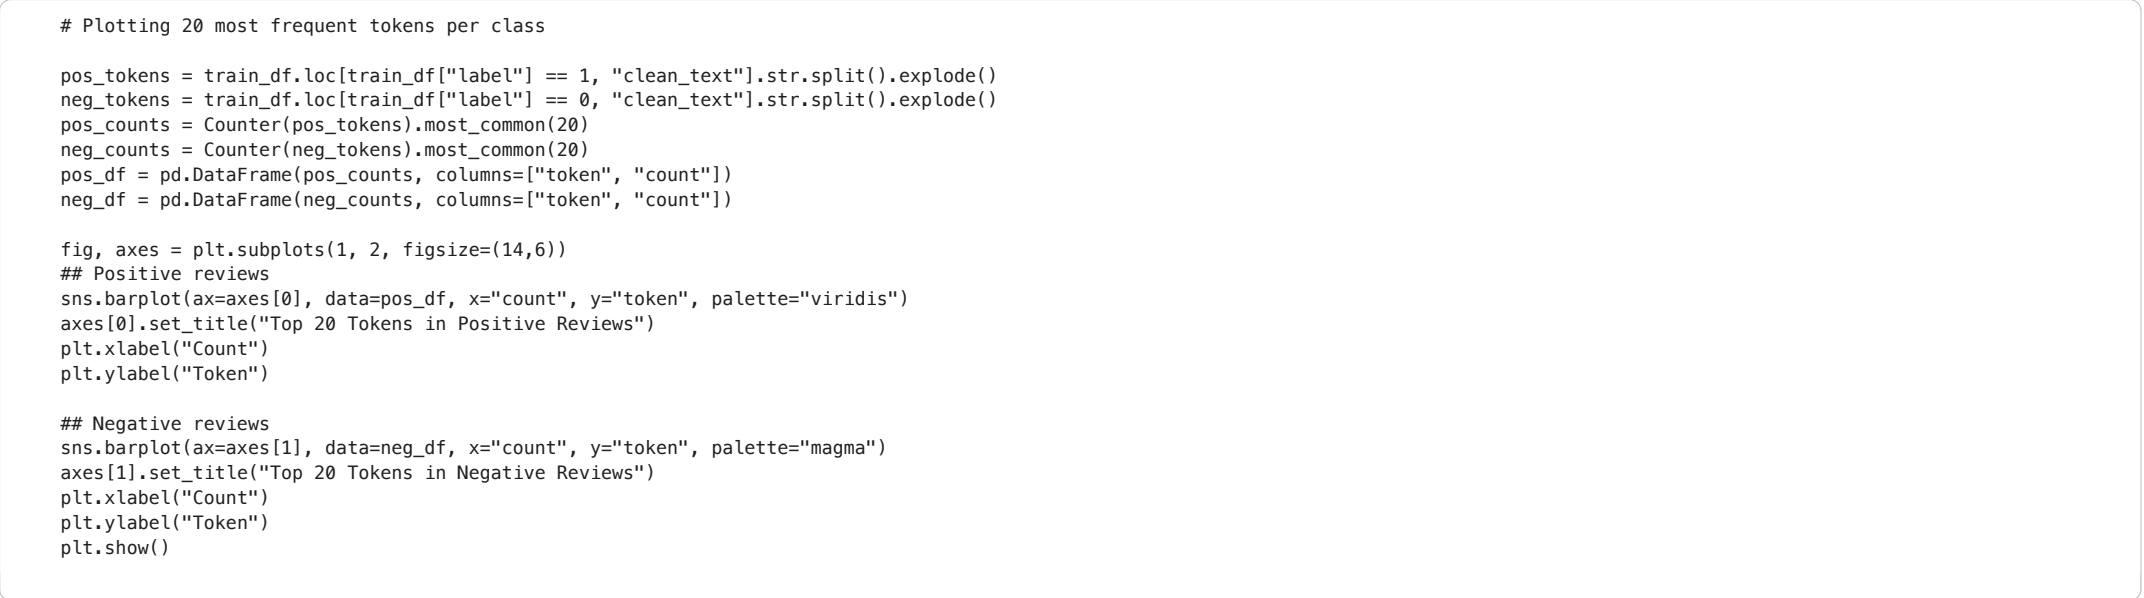 # Plotting 20 most frequent tokens per class
pos_tokens = train_df.loc[train_df["label"] == 1, "clean_text"].str.split().explode()
neg_tokens = train_df.loc[train_df["label"] == 0, "clean_text"].str.split().explode()
pos_counts = Counter(pos_tokens).most_common(20)
neg_counts = Counter(neg_tokens).most_common(20)
pos_df = pd.DataFrame(pos_counts, columns=["token", "count"])
neg_df = pd.DataFrame(neg_counts, columns=["token", "count"])
fig, axes = plt.subplots(1, 2, figsize=(14,6))
## Positive reviews
sns.barplot(ax=axes[0], data=pos_df, x="count", y="token", palette="viridis")
axes[0].set_title("Top 20 Tokens in Positive Reviews")
plt.xlabel("Count")
plt.ylabel("Token")
## Negative reviews
sns.barplot(ax=axes[1], data=neg_df, x="count", y="token", palette="magma")
axes[1].set_title("Top 20 Tokens in Negative Reviews")
plt.xlabel("Count")
plt.ylabel("Token")
plt.show()